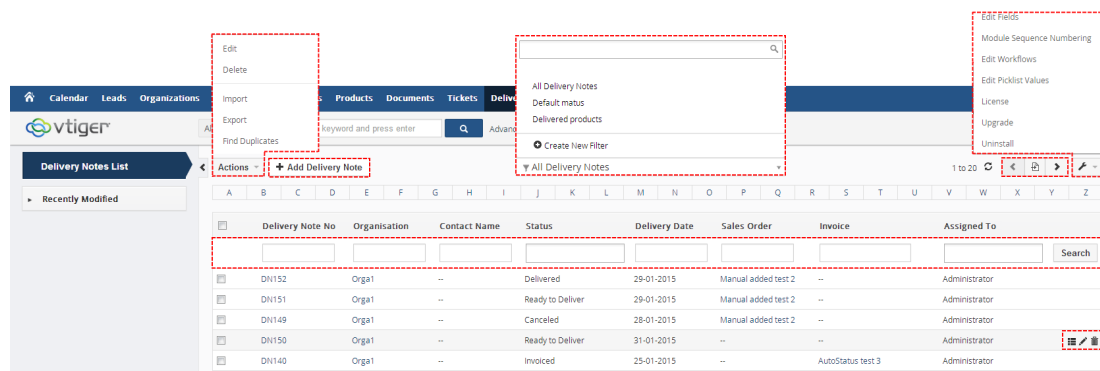 Edit Fields
Module Sequence Numbering
Edit Workflows
Edit Picklist Values
License
Upgrade
Uninstall
Edit
Delete
Import
Export
Find Duplicates
All Delivery Notes
Default matus
Delivered products
Create New Filter
Calendar Leads Organizations Products Documents Tickets
vtiger
keyword and press enter
Delivery Notes List
Actions + Add Delivery Note All Delivery Notes 1 to 20
Recently Modified
A B C D E F G H I J K L M N O P Q R S T U V W X Y Z
Delivery Note No Organisation Contact Name Status Delivery Date Sales Order Invoice Assigned To
Search
DN152 Orga1 -- Delivered 29-01-2015 Manual added test 2 -- Administrator
DN151 Orga1 -- Ready to Deliver 29-01-2015 Manual added test 2 -- Administrator
DN149 Orga1 -- Canceled 28-01-2015 Manual added test 2 -- Administrator
DN150 Orga1 -- Ready to Deliver 31-01-2015 -- -- Administrator
DN140 Orga1 -- Invoiced 25-01-2015 -- AutoStatus test 3 Administrator